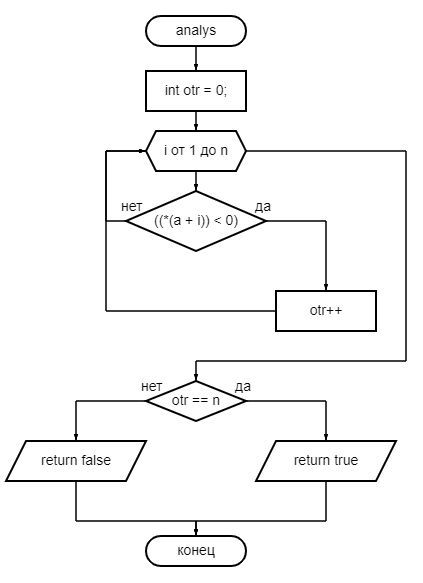 analys
int otr = 0;
i от 1 до n
нет
да
((*(a + i)) < 0)
otr++
нет
да
otr == n
return false
return true
конец